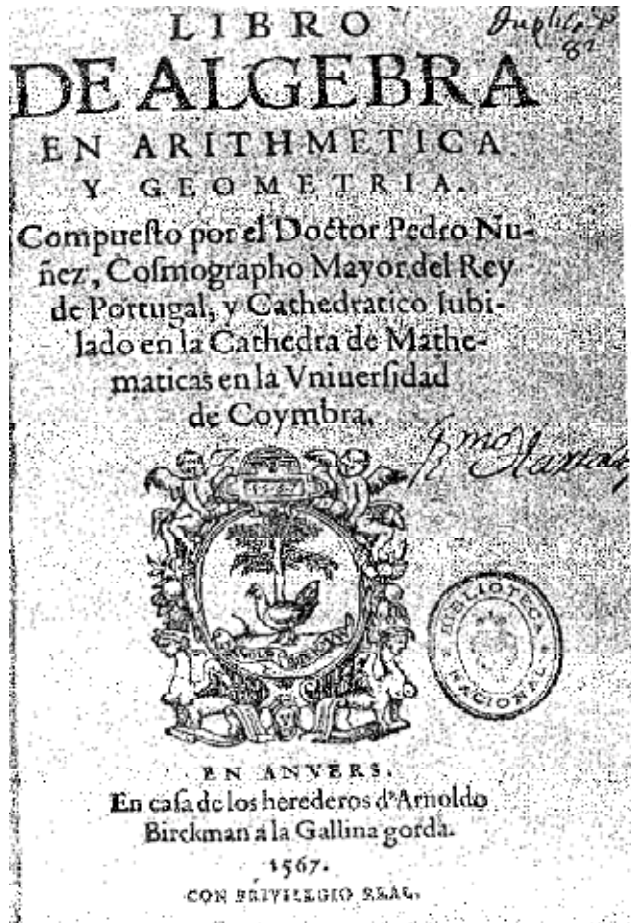 LIBRO
DE ALGEBRA
EN ARITHMETICA
Y GEOMETRIA.
Compuesto por el Doctor Pedro Nu-
ñez, Cosmographo Mayor del Rey
de Portugal, y Cathedratico Iubi-
lado en la Cathedra de Mathe-
maticas en la Vniuersidad
de Coymbra.
BIBLIOTECA
NACIONAL
EN ANVERS.
En casa de los herederos d'Arnoldo
Birckman a la Gallina gorda.
1567.
CON PRIVILEGIO REAL.